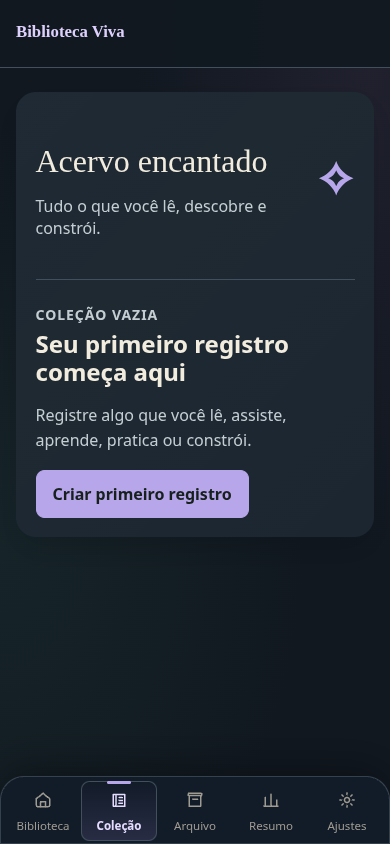 Biblioteca Viva
Acervo encantado
Tudo o que você lê, descobre e
constrói.
COLEÇÃO VAZIA
Seu primeiro registro
começa aqui
Registre algo que você lê, assiste,
aprende, pratica ou constrói.
Criar primeiro registro
Biblioteca
Coleção
Arquivo
Resumo
Ajustes